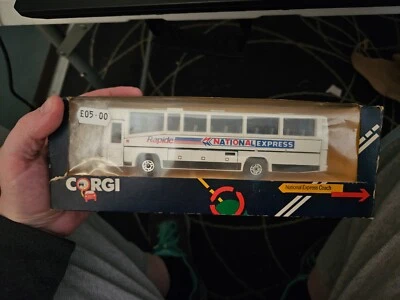 £05-00
Rapide NATIONAL EXPRESS
CORGI
National Express Coach